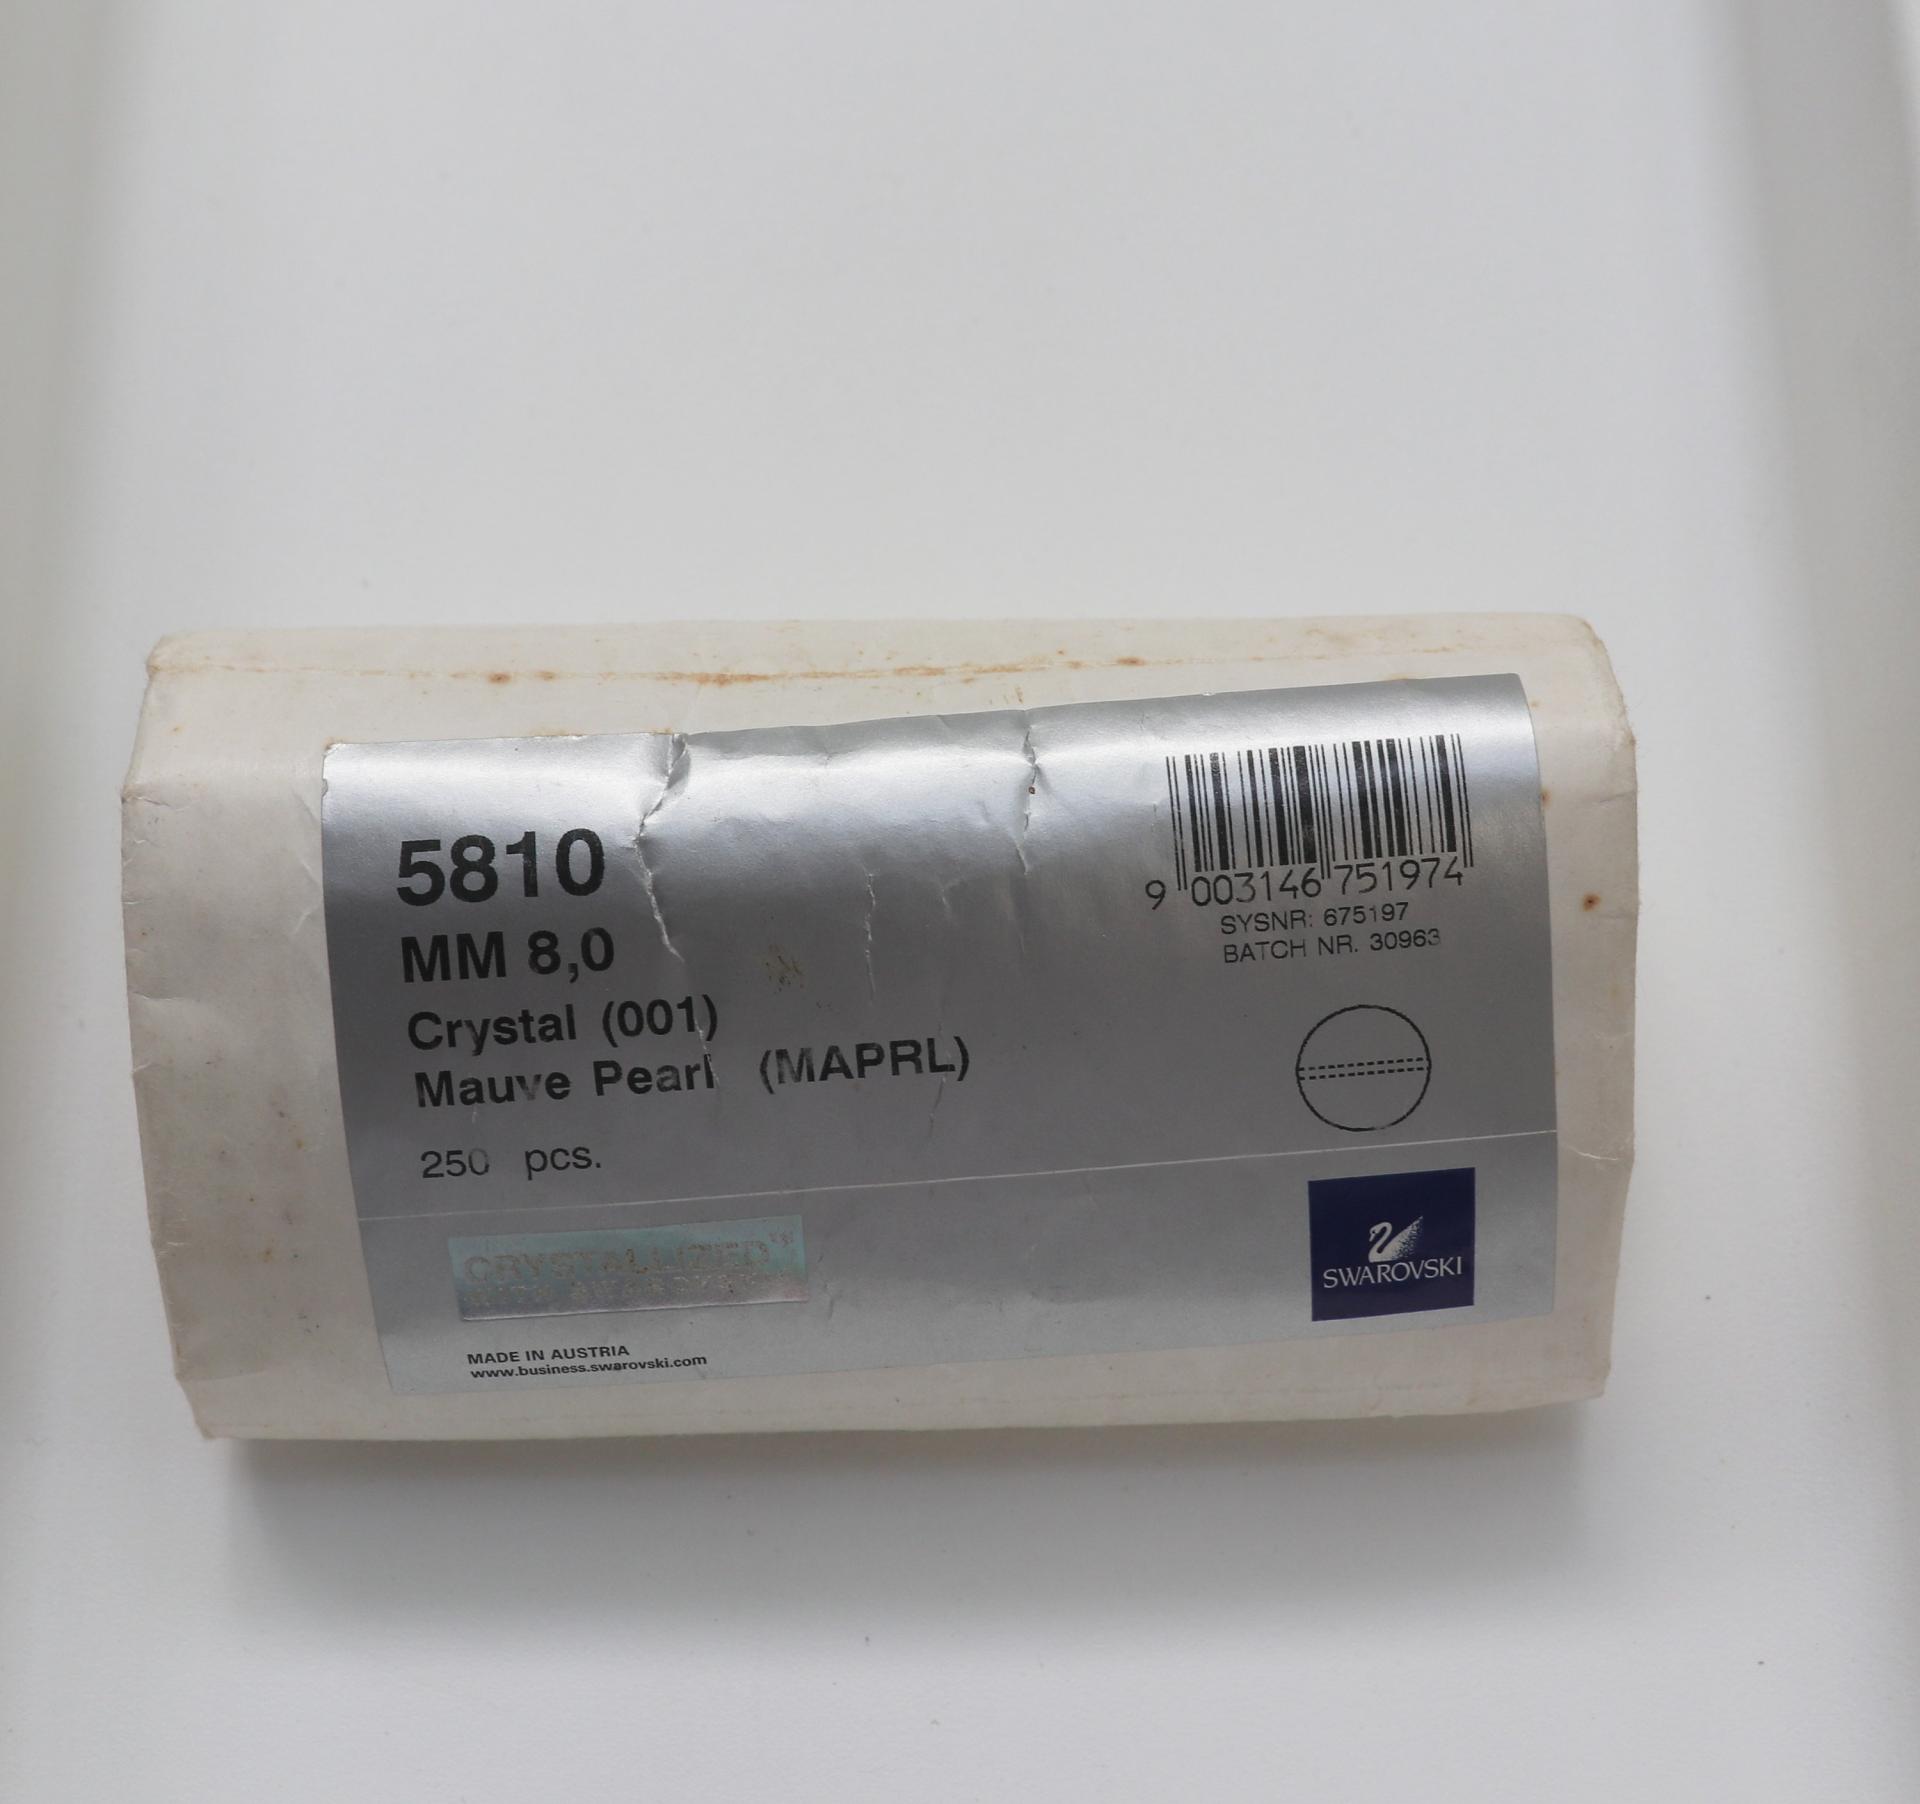 5810
MM 8,0
Crystal (001)
Mauve Pearl (MAPRL)
250 pcs.
9 003146 751974
SYSNR: 675197
BATCH NR. 30963
CRYSTALLIZED™
SWAROVSKI
MADE IN AUSTRIA
www.business.swarovski.com